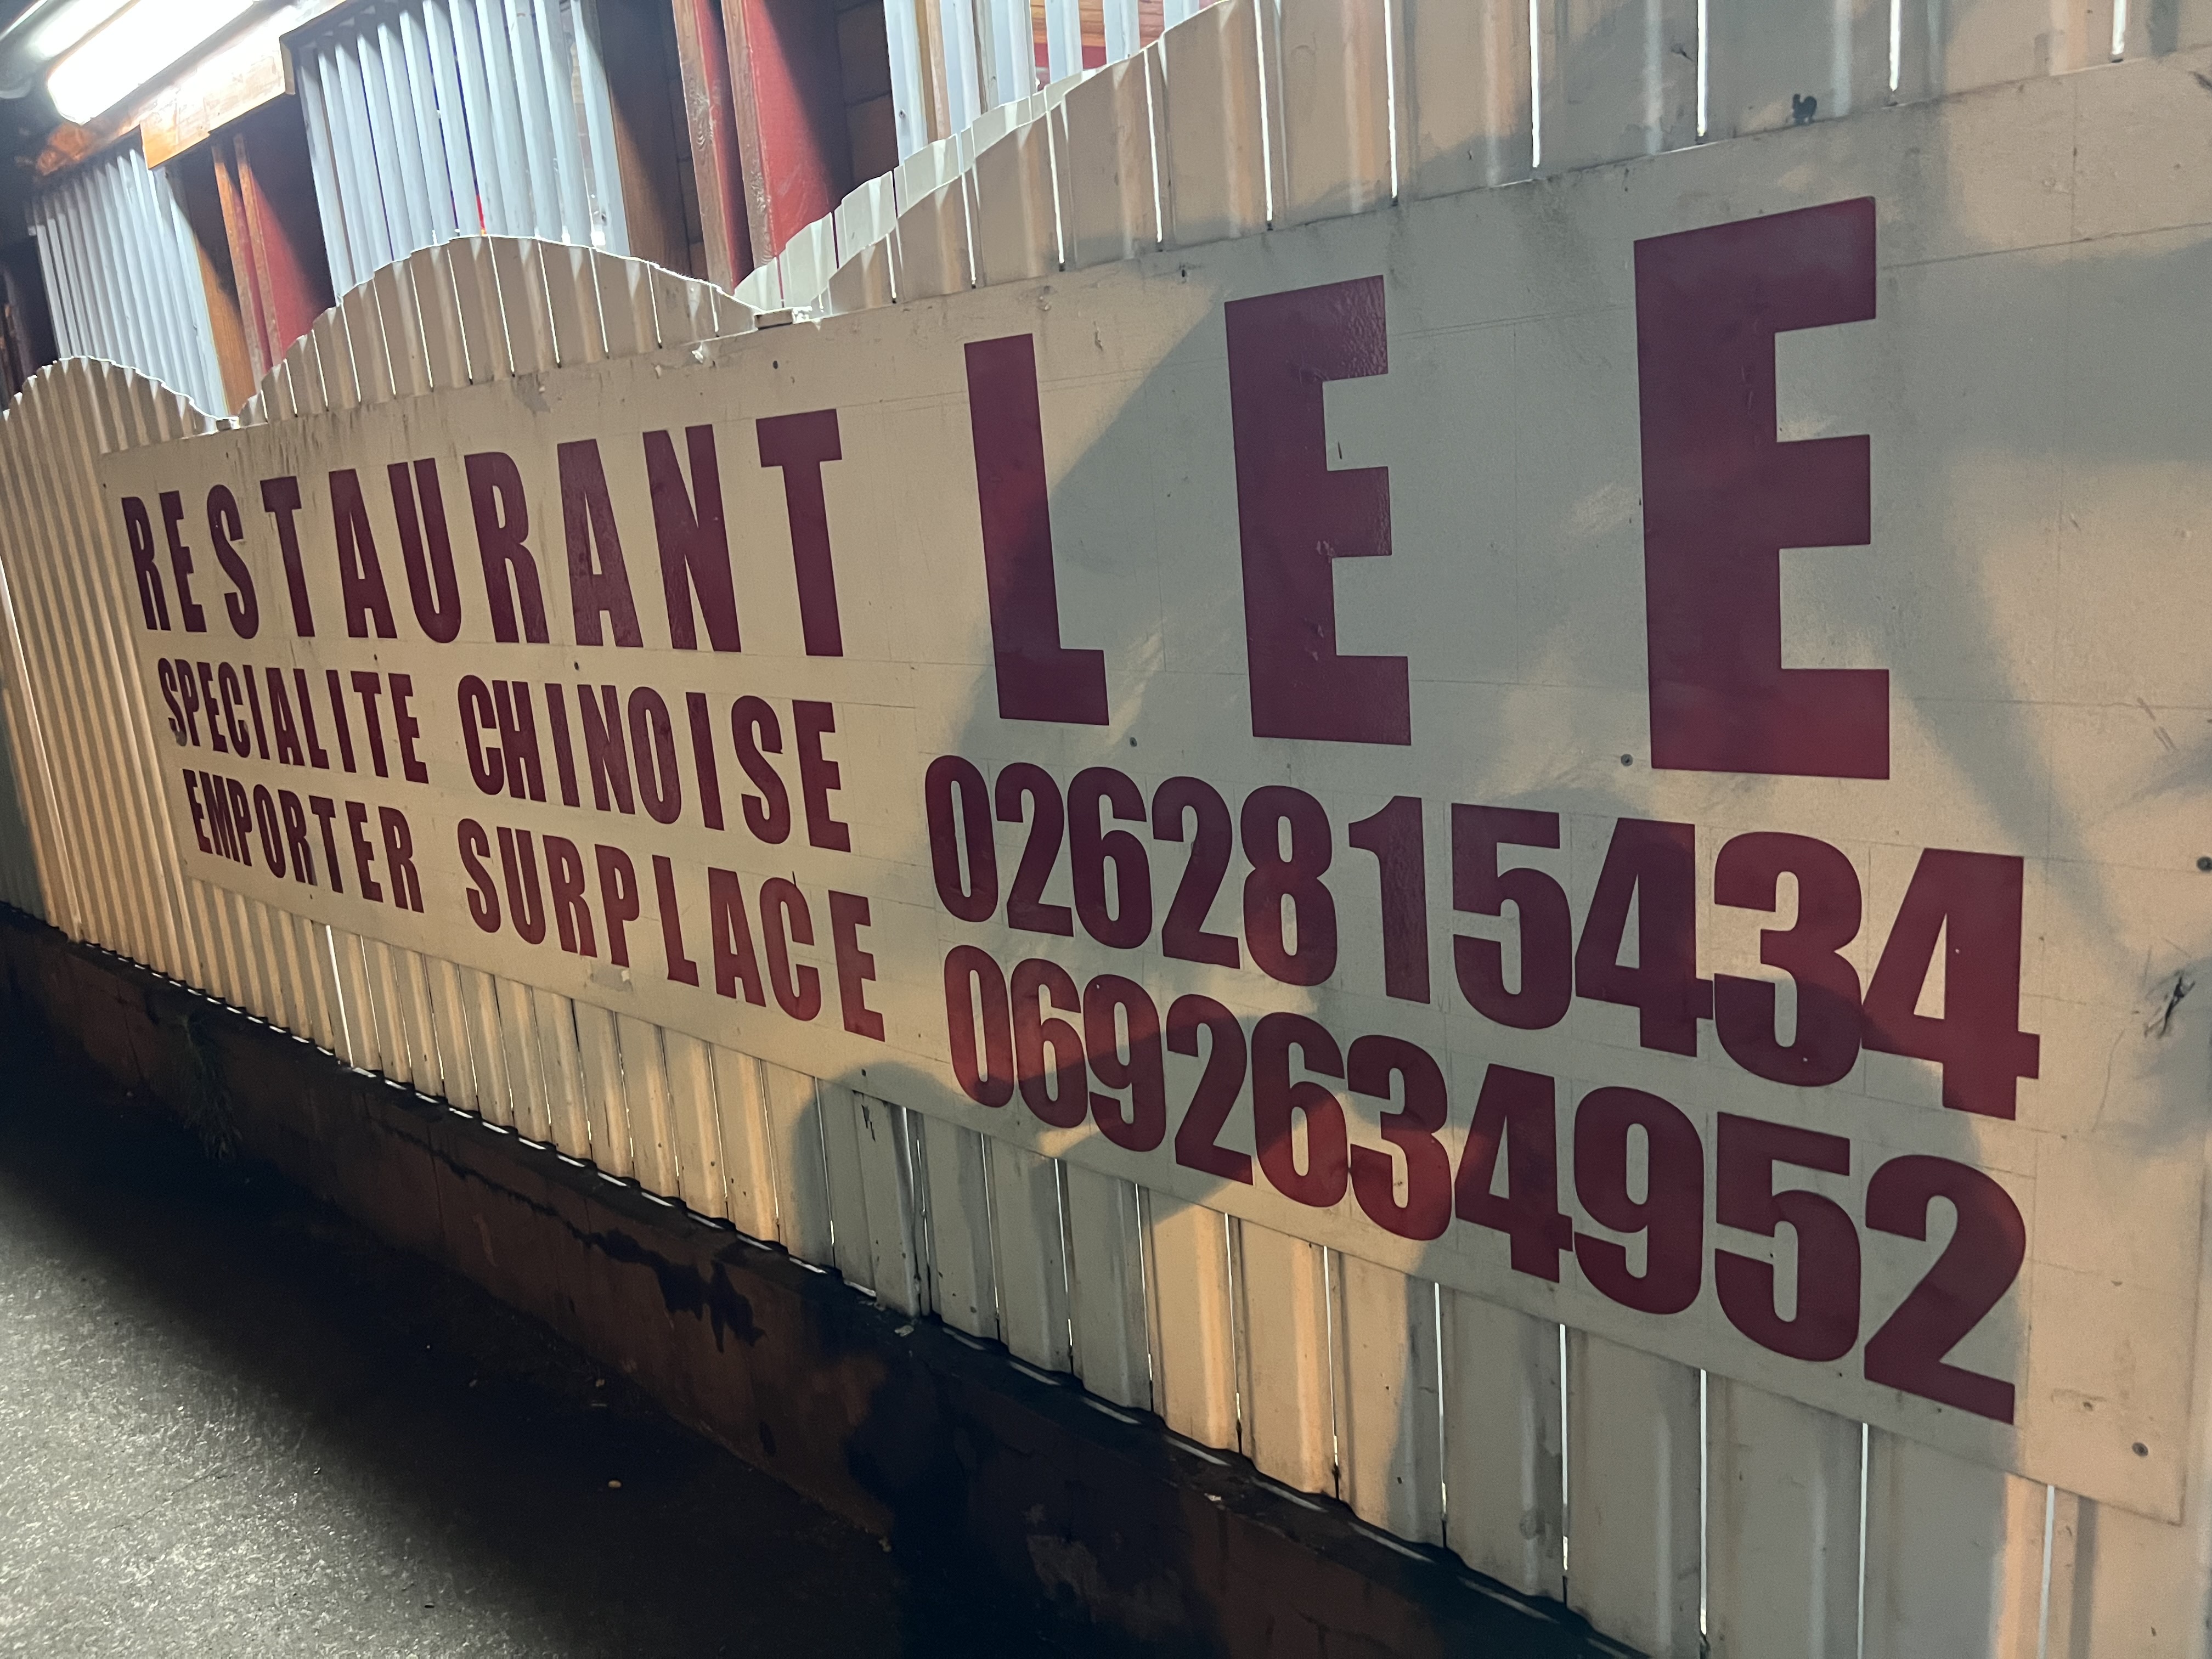 RESTAURANT LEE
SPECIALITE CHINOISE
EMPORTER SURPLACE
0262815434
0692634952